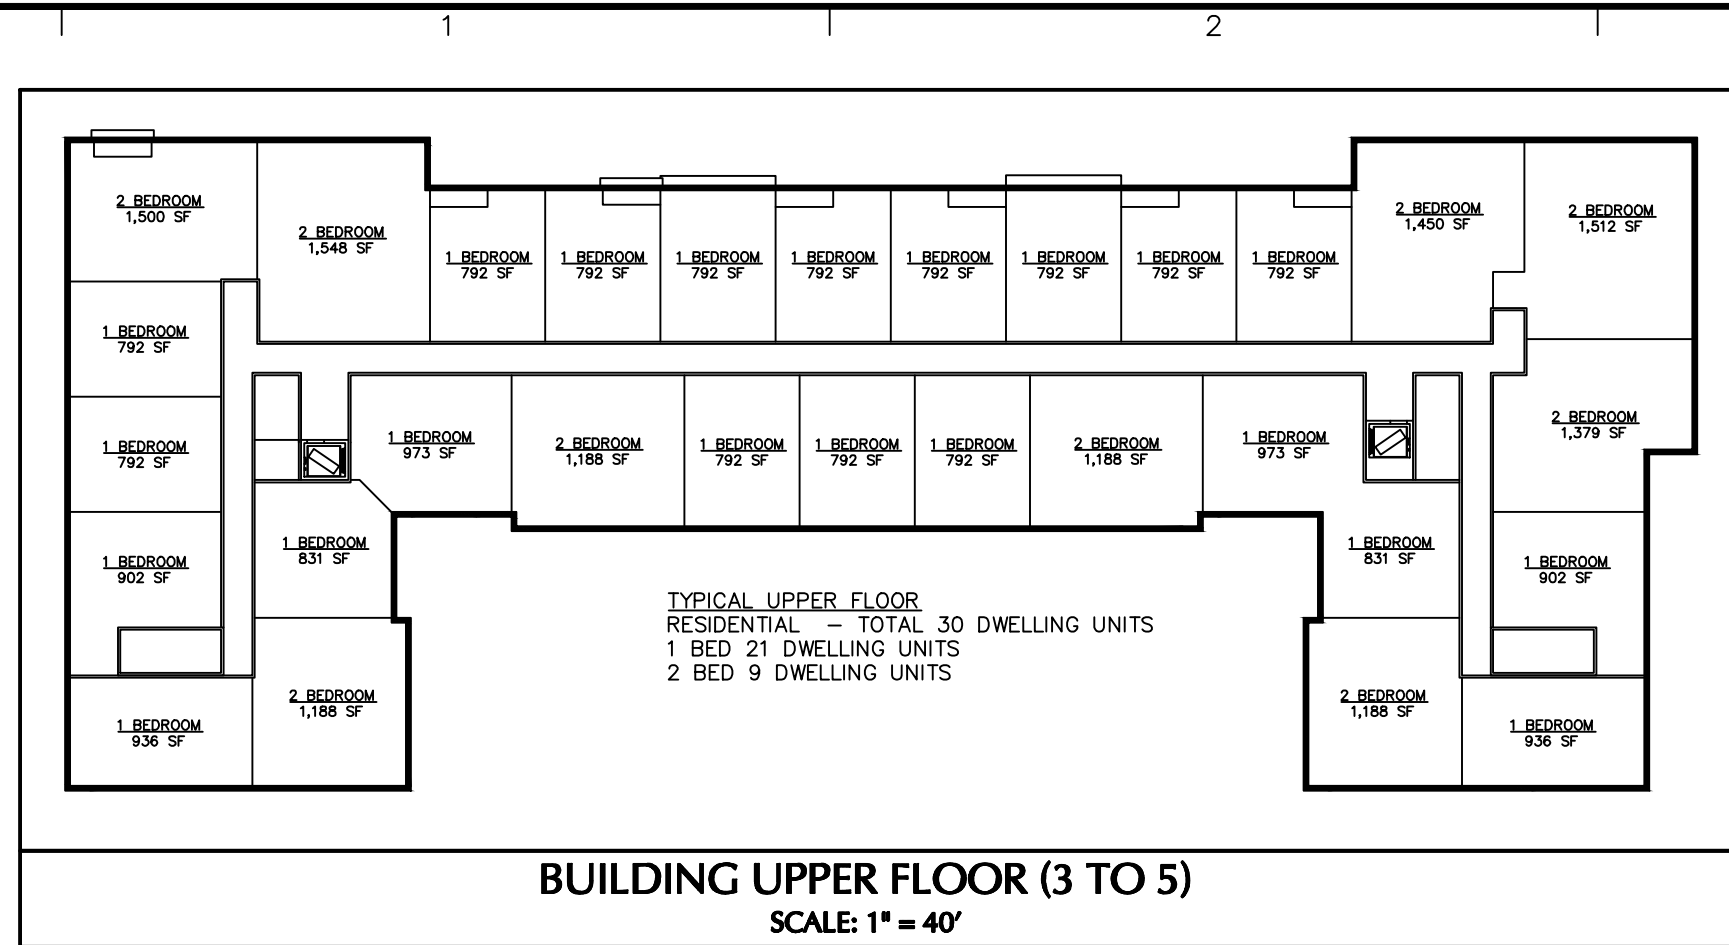 1
2
2 BEDROOM
1,500 SF
2 BEDROOM
1,548 SF
1 BEDROOM
792 SF
1 BEDROOM
792 SF
1 BEDROOM
792 SF
1 BEDROOM
792 SF
1 BEDROOM
792 SF
1 BEDROOM
792 SF
1 BEDROOM
792 SF
1 BEDROOM
792 SF
2 BEDROOM
1,450 SF
2 BEDROOM
1,512 SF
1 BEDROOM
792 SF
1 BEDROOM
792 SF
1 BEDROOM
973 SF
2 BEDROOM
1,188 SF
1 BEDROOM
792 SF
1 BEDROOM
792 SF
1 BEDROOM
792 SF
2 BEDROOM
1,188 SF
1 BEDROOM
973 SF
2 BEDROOM
1,379 SF
1 BEDROOM
902 SF
1 BEDROOM
831 SF
1 BEDROOM
831 SF
1 BEDROOM
902 SF
TYPICAL UPPER FLOOR
RESIDENTIAL – TOTAL 30 DWELLING UNITS
1 BED 21 DWELLING UNITS
2 BED 9 DWELLING UNITS
1 BEDROOM
936 SF
2 BEDROOM
1,188 SF
2 BEDROOM
1,188 SF
1 BEDROOM
936 SF
BUILDING UPPER FLOOR (3 TO 5)
SCALE: 1" = 40'